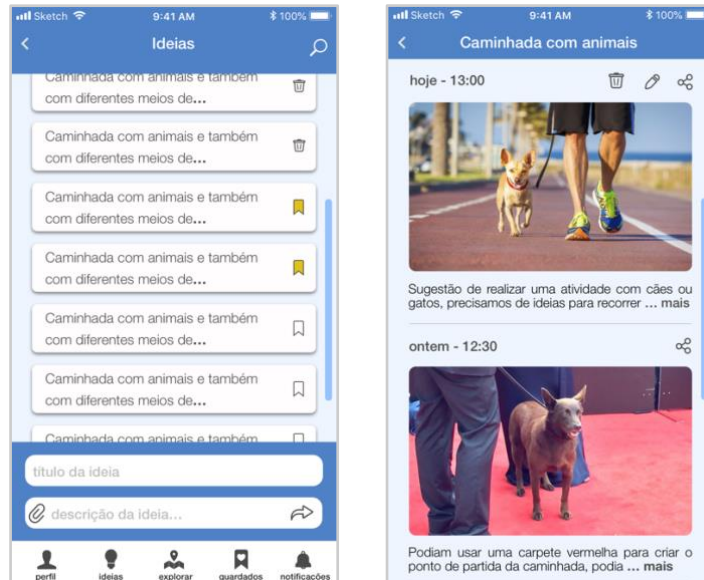 Sketch 9:41 AM 100%
Ideias
Caminhada com animais e também
com diferentes meios de...
Caminhada com animais e também
com diferentes meios de...
Caminhada com animais e também
com diferentes meios de...
Caminhada com animais e também
com diferentes meios de...
Caminhada com animais e também
com diferentes meios de...
Caminhada com animais e também
com diferentes meios de...
Caminhada com animais e também
título da ideia
descrição da ideia...
perfil ideias explorar guardados notificações
Sketch 9:41 AM 100%
Caminhada com animais
hoje - 13:00
Sugestão de realizar uma atividade com cães ou
gatos, precisamos de ideias para recorrer ... mais
ontem - 12:30
Podiam usar uma carpete vermelha para criar o
ponto de partida da caminhada, podia ... mais